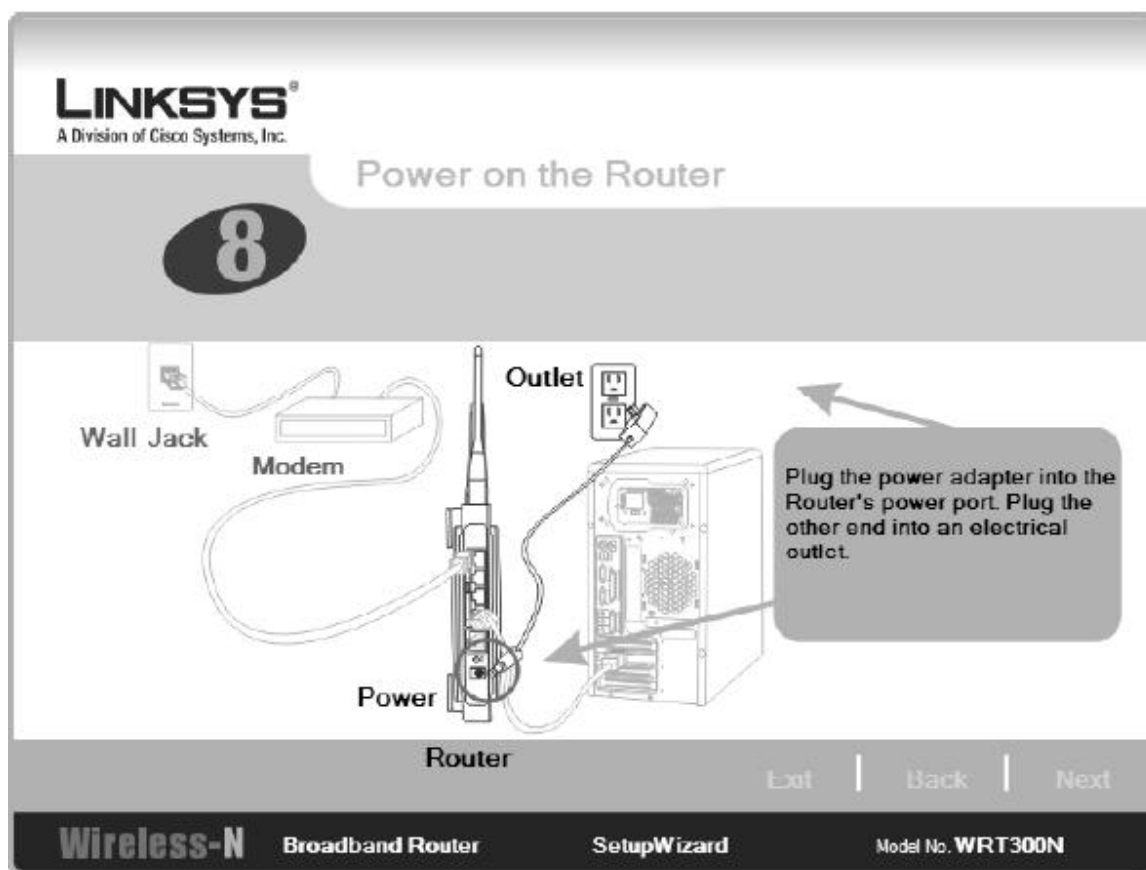 LINKSYS®
A Division of Cisco Systems, Inc.
Power on the Router
8
Outlet
Wall Jack
Modem
Plug the power adapter into the
Router's power port. Plug the
other end into an electrical
outlet.
Power
Router
Exit | Back | Next
Wireless-N Broadband Router SetupWizard Model No. WRT300N